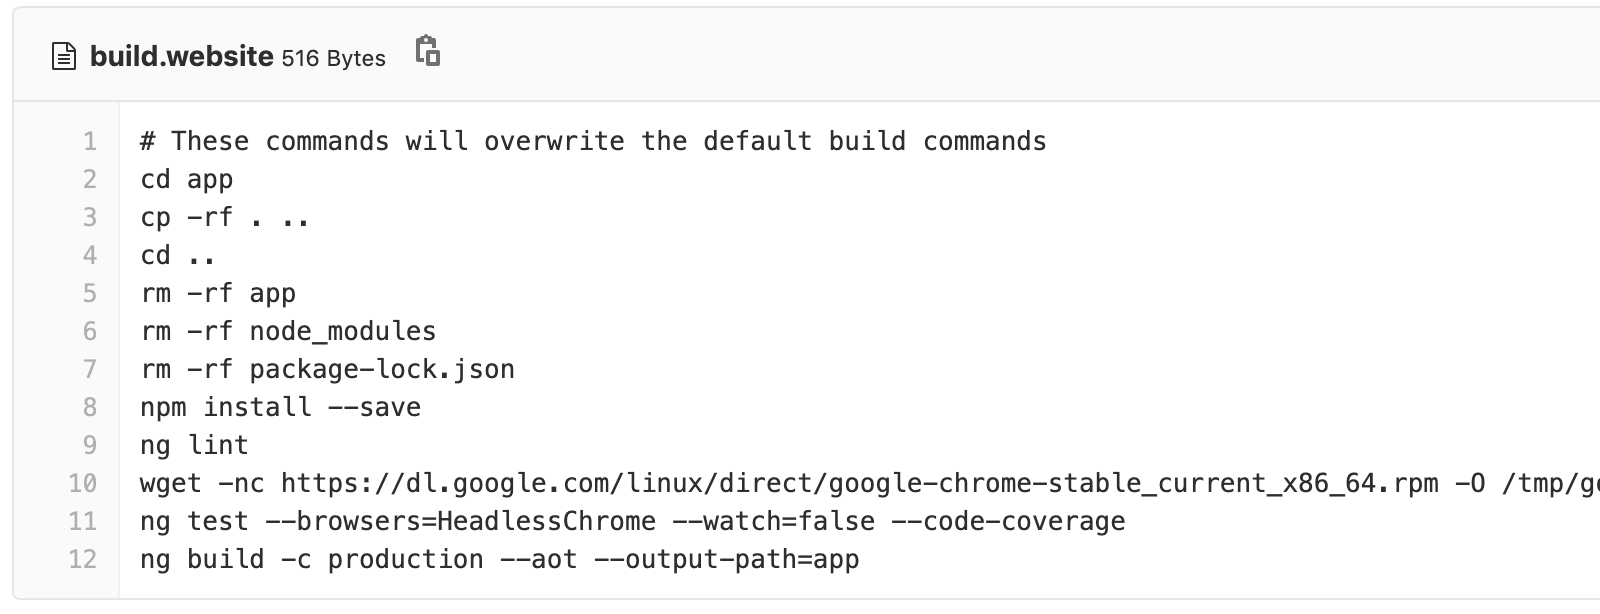 build.website 516 Bytes
1 # These commands will overwrite the default build commands
2 cd app
3 cp -rf . ..
4 cd ..
5 rm -rf app
6 rm -rf node_modules
7 rm -rf package-lock.json
8 npm install --save
9 ng lint
10 wget -nc https://dl.google.com/linux/direct/google-chrome-stable_current_x86_64.rpm -O
11 ng test --browsers=HeadlessChrome --watch=false --code-coverage
12 ng build -c production --aot --output-path=app